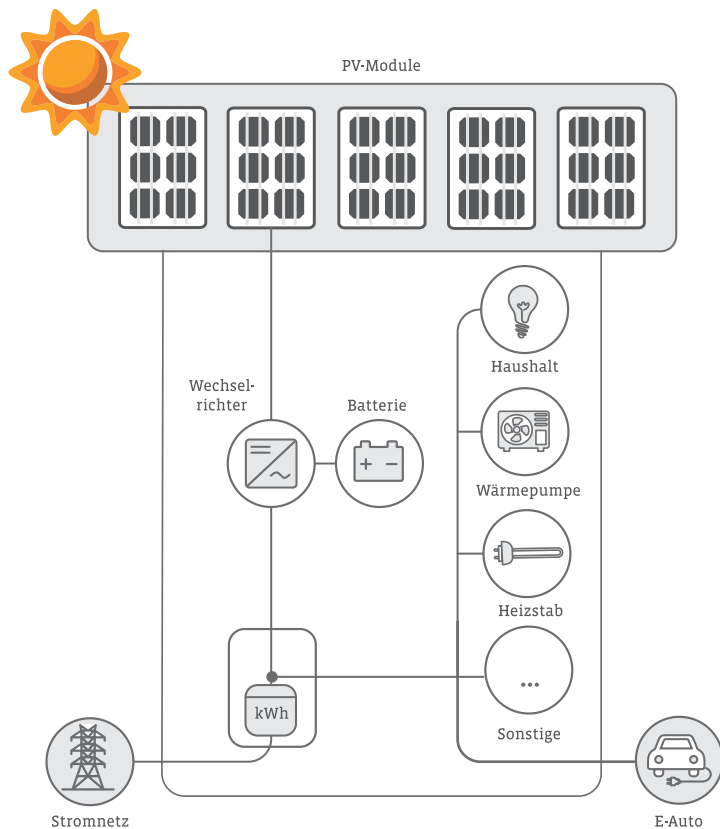 PV-Module
Haushalt
Wechsel-
richter
Batterie
Wärmepumpe
Heizstab
kWh
...
Sonstige
Stromnetz
E-Auto